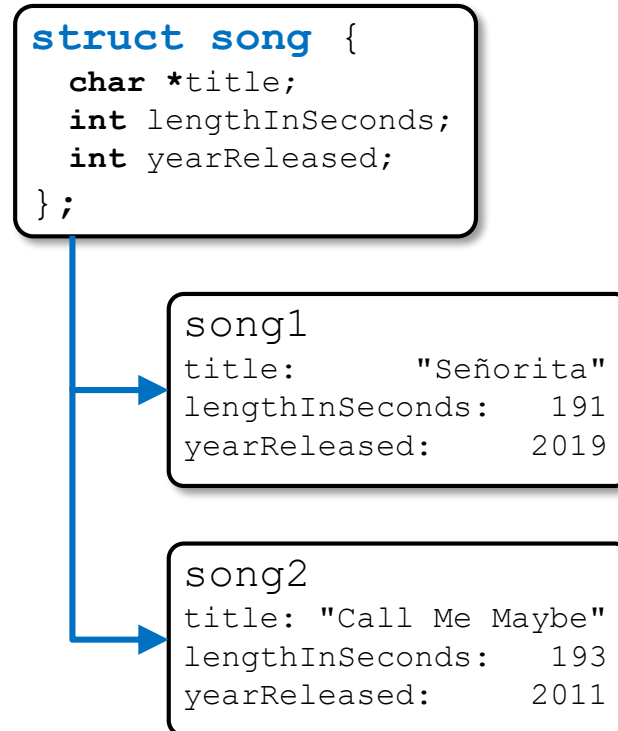 struct song {
char *title;
int lengthInSeconds;
int yearReleased;
};
song1
title: "Señorita"
lengthInSeconds: 191
yearReleased: 2019
song2
title: "Call Me Maybe"
lengthInSeconds: 193
yearReleased: 2011